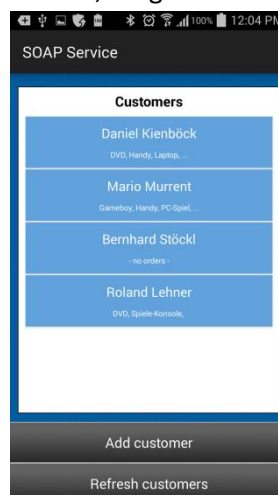 100% 12:04 PM
SOAP Service
Customers
Daniel Kienböck
DVD, Handy, Laptop, ..
Mario Murrent
Gameboy, Handy, PC-Spiel, ..
Bernhard Stöckl
- no orders -
Roland Lehner
DVD, Spiele-Konsole,
Add customer
Refresh customers